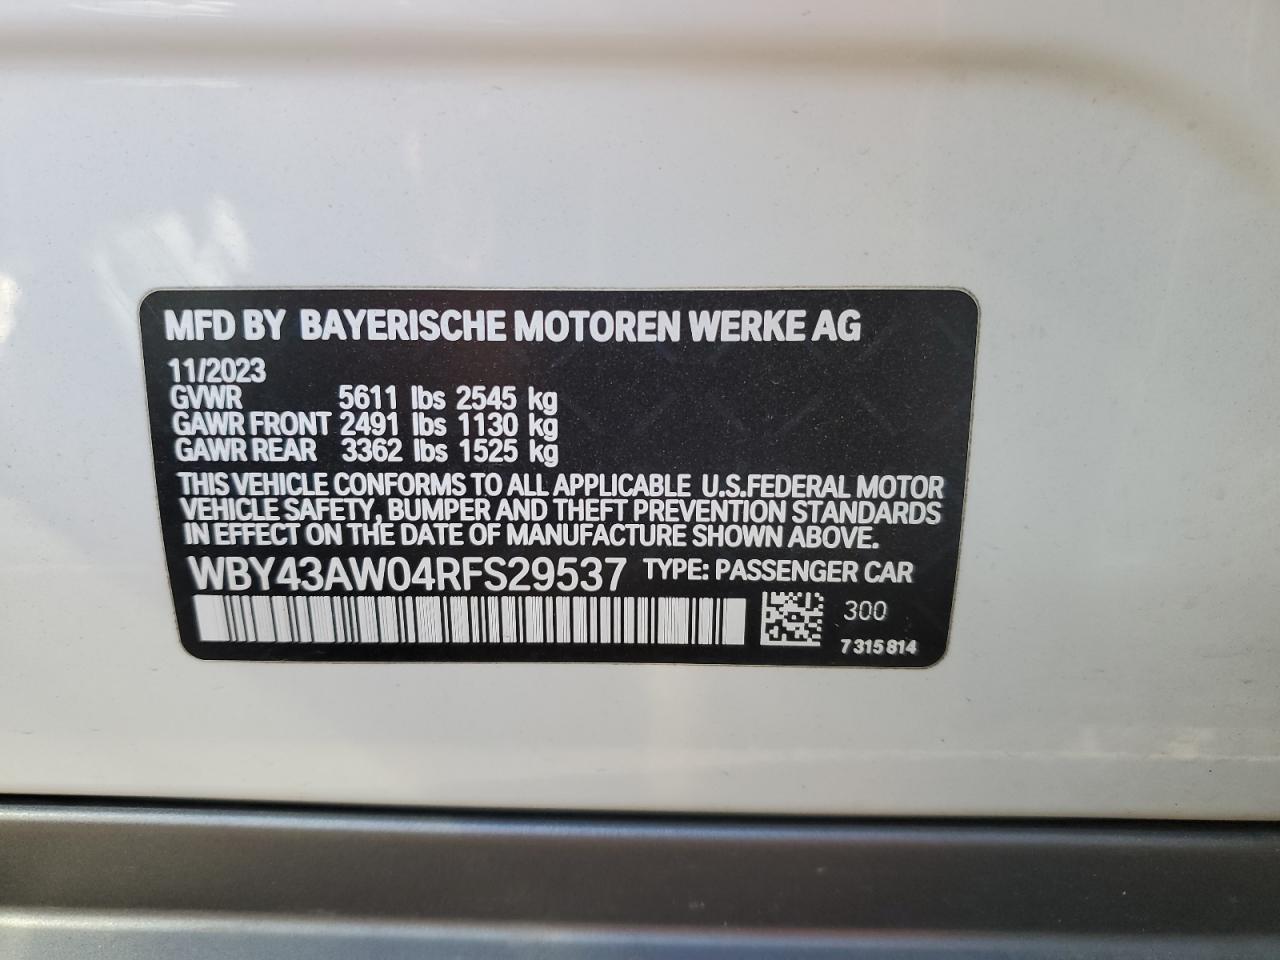 MFD BY BAYERISCHE MOTOREN WERKE AG
11/2023
GVWR 5611 lbs 2545 kg
GAWR FRONT 2491 lbs 1130 kg
GAWR REAR 3362 lbs 1525 kg
THIS VEHICLE CONFORMS TO ALL APPLICABLE U.S.FEDERAL MOTOR
VEHICLE SAFETY, BUMPER AND THEFT PREVENTION STANDARDS
IN EFFECT ON THE DATE OF MANUFACTURE SHOWN ABOVE.
WBY43AW04RFS29537 TYPE: PASSENGER CAR
300
7 315 814